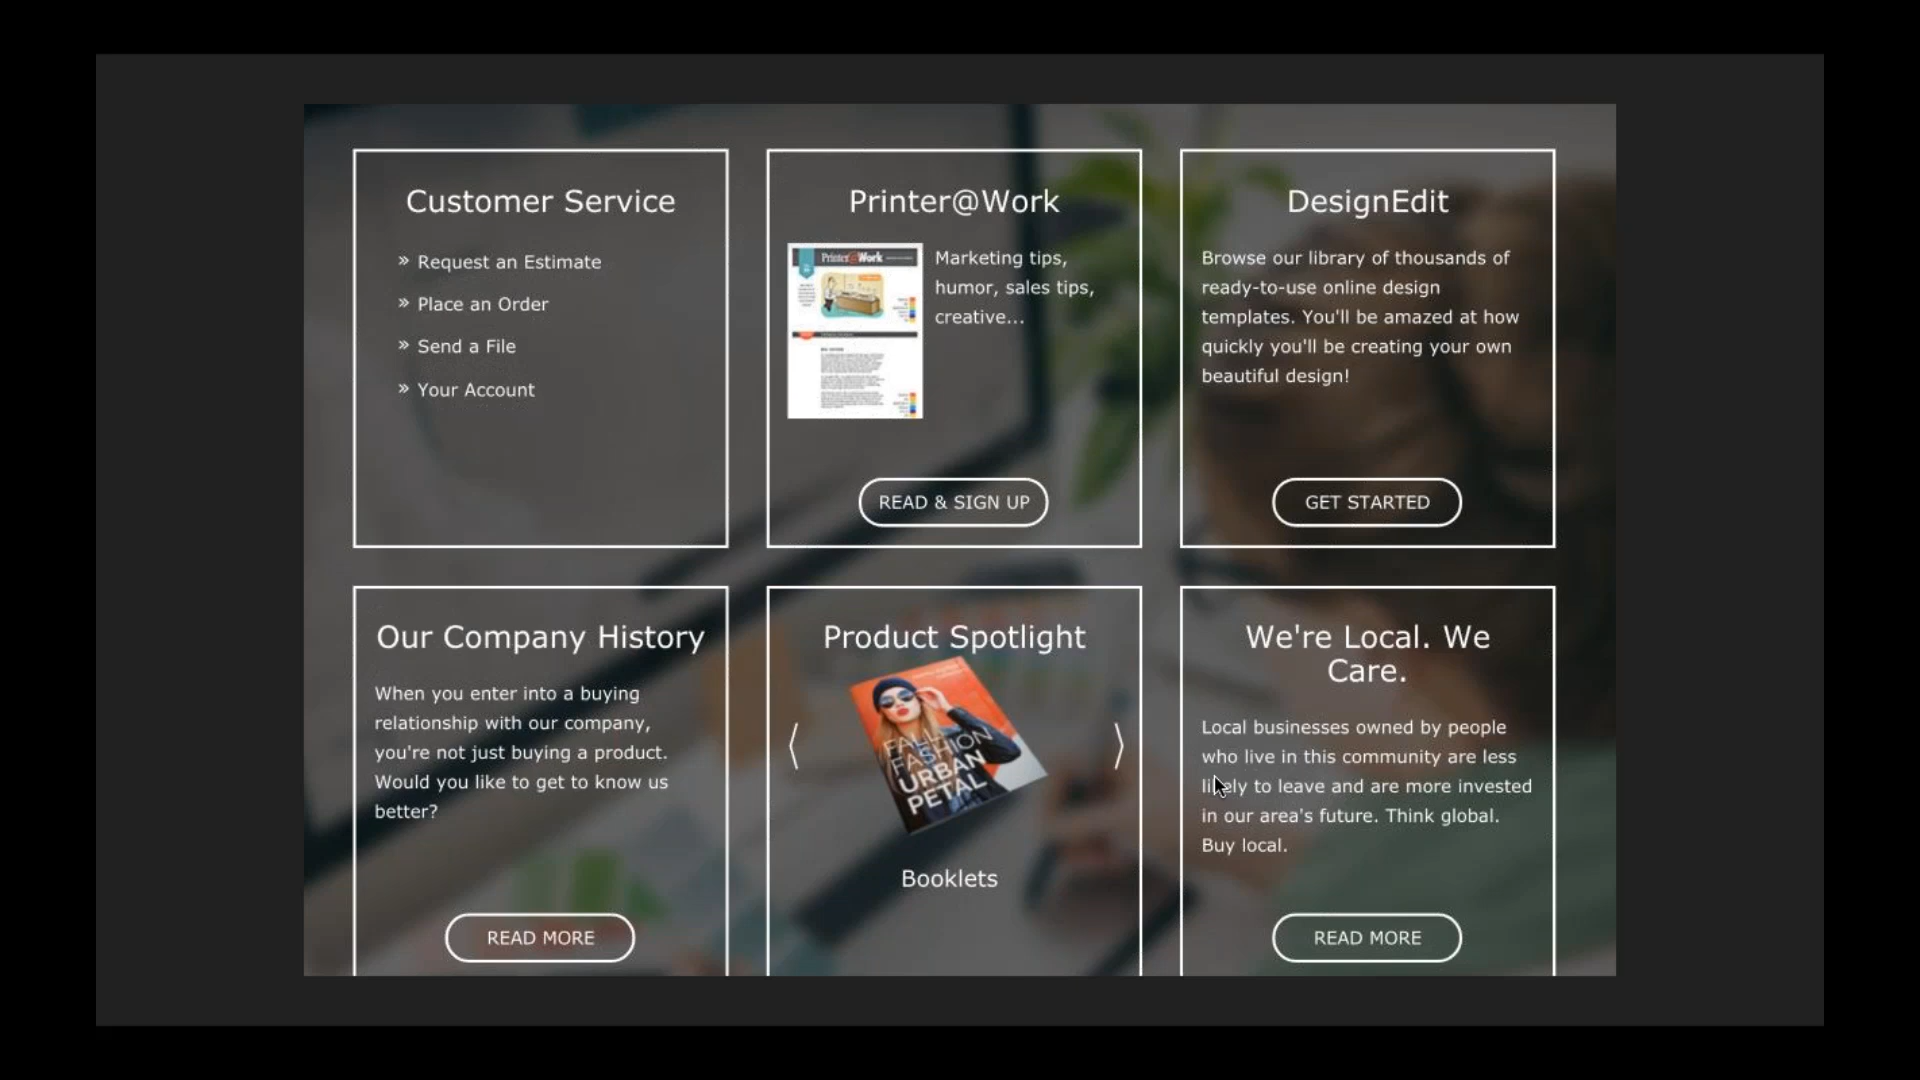 Customer Service
» Request an Estimate
» Place an Order
» Send a File
» Your Account
Printer@Work
Printer@Work
Marketing tips,
humor, sales tips,
creative...
READ & SIGN UP
DesignEdit
Browse our library of thousands of
ready-to-use online design
templates. You'll be amazed at how
quickly you'll be creating your own
beautiful design!
GET STARTED
Our Company History
When you enter into a buying
relationship with our company,
you're not just buying a product.
Would you like to get to know us
better?
READ MORE
Product Spotlight
FALL
FASHION
URBAN
PETAL
Booklets
We're Local. We
Care.
Local businesses owned by people
who live in this community are less
likely to leave and are more invested
in our area's future. Think global.
Buy local.
READ MORE